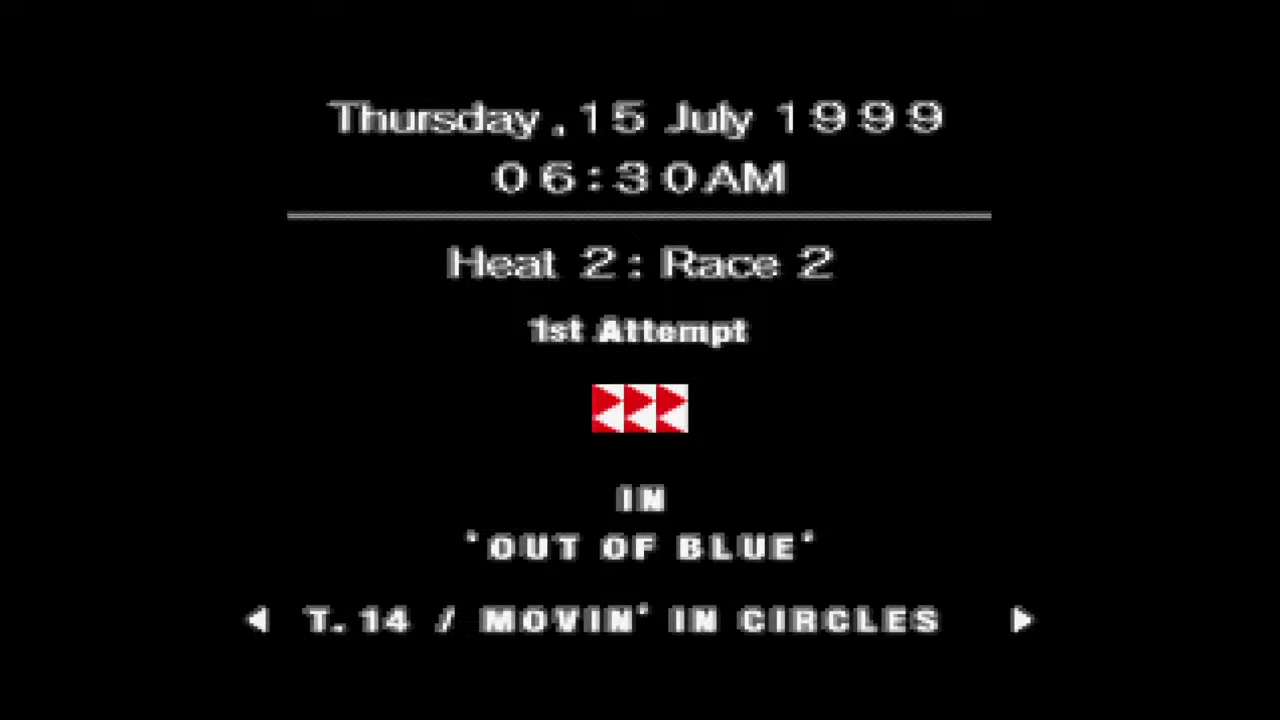 Thursday, 15 July 1999
06:30AM
Heat 2: Race 2
1st Attempt
IN
'OUT OF BLUE'
T. 14 / MOVIN' IN CIRCLES